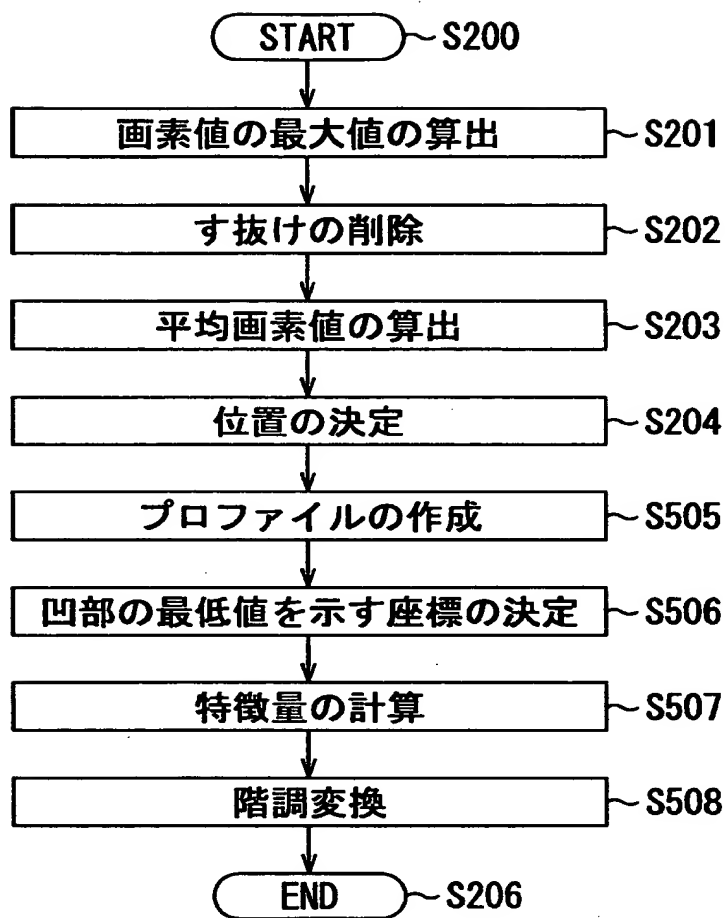 START ~S200
画素値の最大値の算出 ~S201
す抜けの削除 ~S202
平均画素値の算出 ~S203
位置の決定 ~S204
プロファイルの作成 ~S505
凹部の最低値を示す座標の決定 ~S506
特徴量の計算 ~S507
階調変換 ~S508
END ~S206